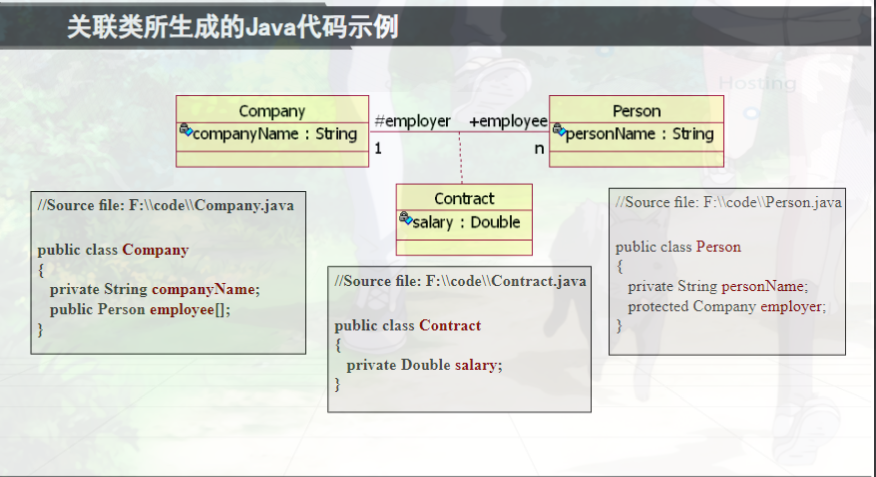 关联类所生成的Java代码示例
Hosting
Company
companyName : String
#employer
+employee
1
n
Person
personName : String
Contract
salary : Double
//Source file: F:\\code\\Company.java
public class Company
{
private String companyName;
public Person employee[];
}
//Source file: F:\\code\\Contract.java
public class Contract
{
private Double salary;
}
//Source file: F:\\code\\Person.java
public class Person
{
private String personName;
protected Company employer;
}